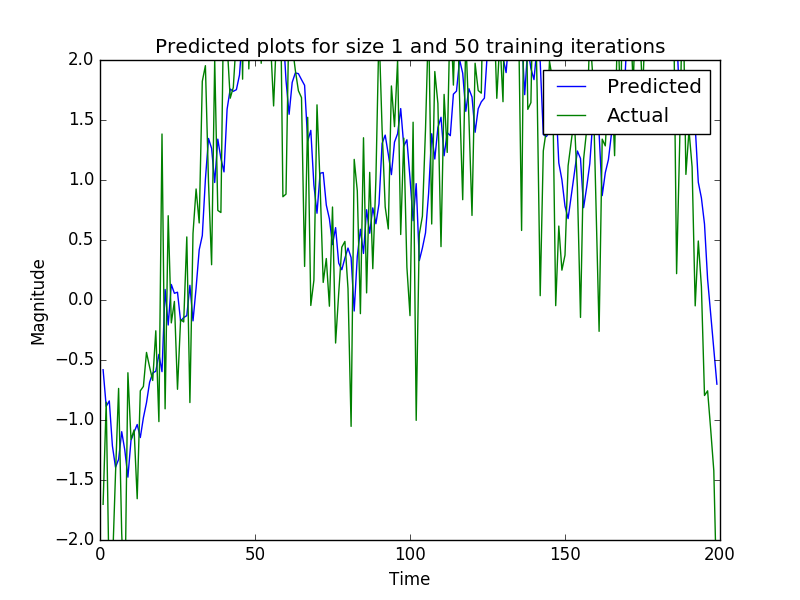 Predicted plots for size 1 and 50 training iterations
2.0
1.5
1.0
0.5
0.0
−0.5
−1.0
−1.5
−2.0
Magnitude
Predicted
Actual
0 50 100 150 200
Time